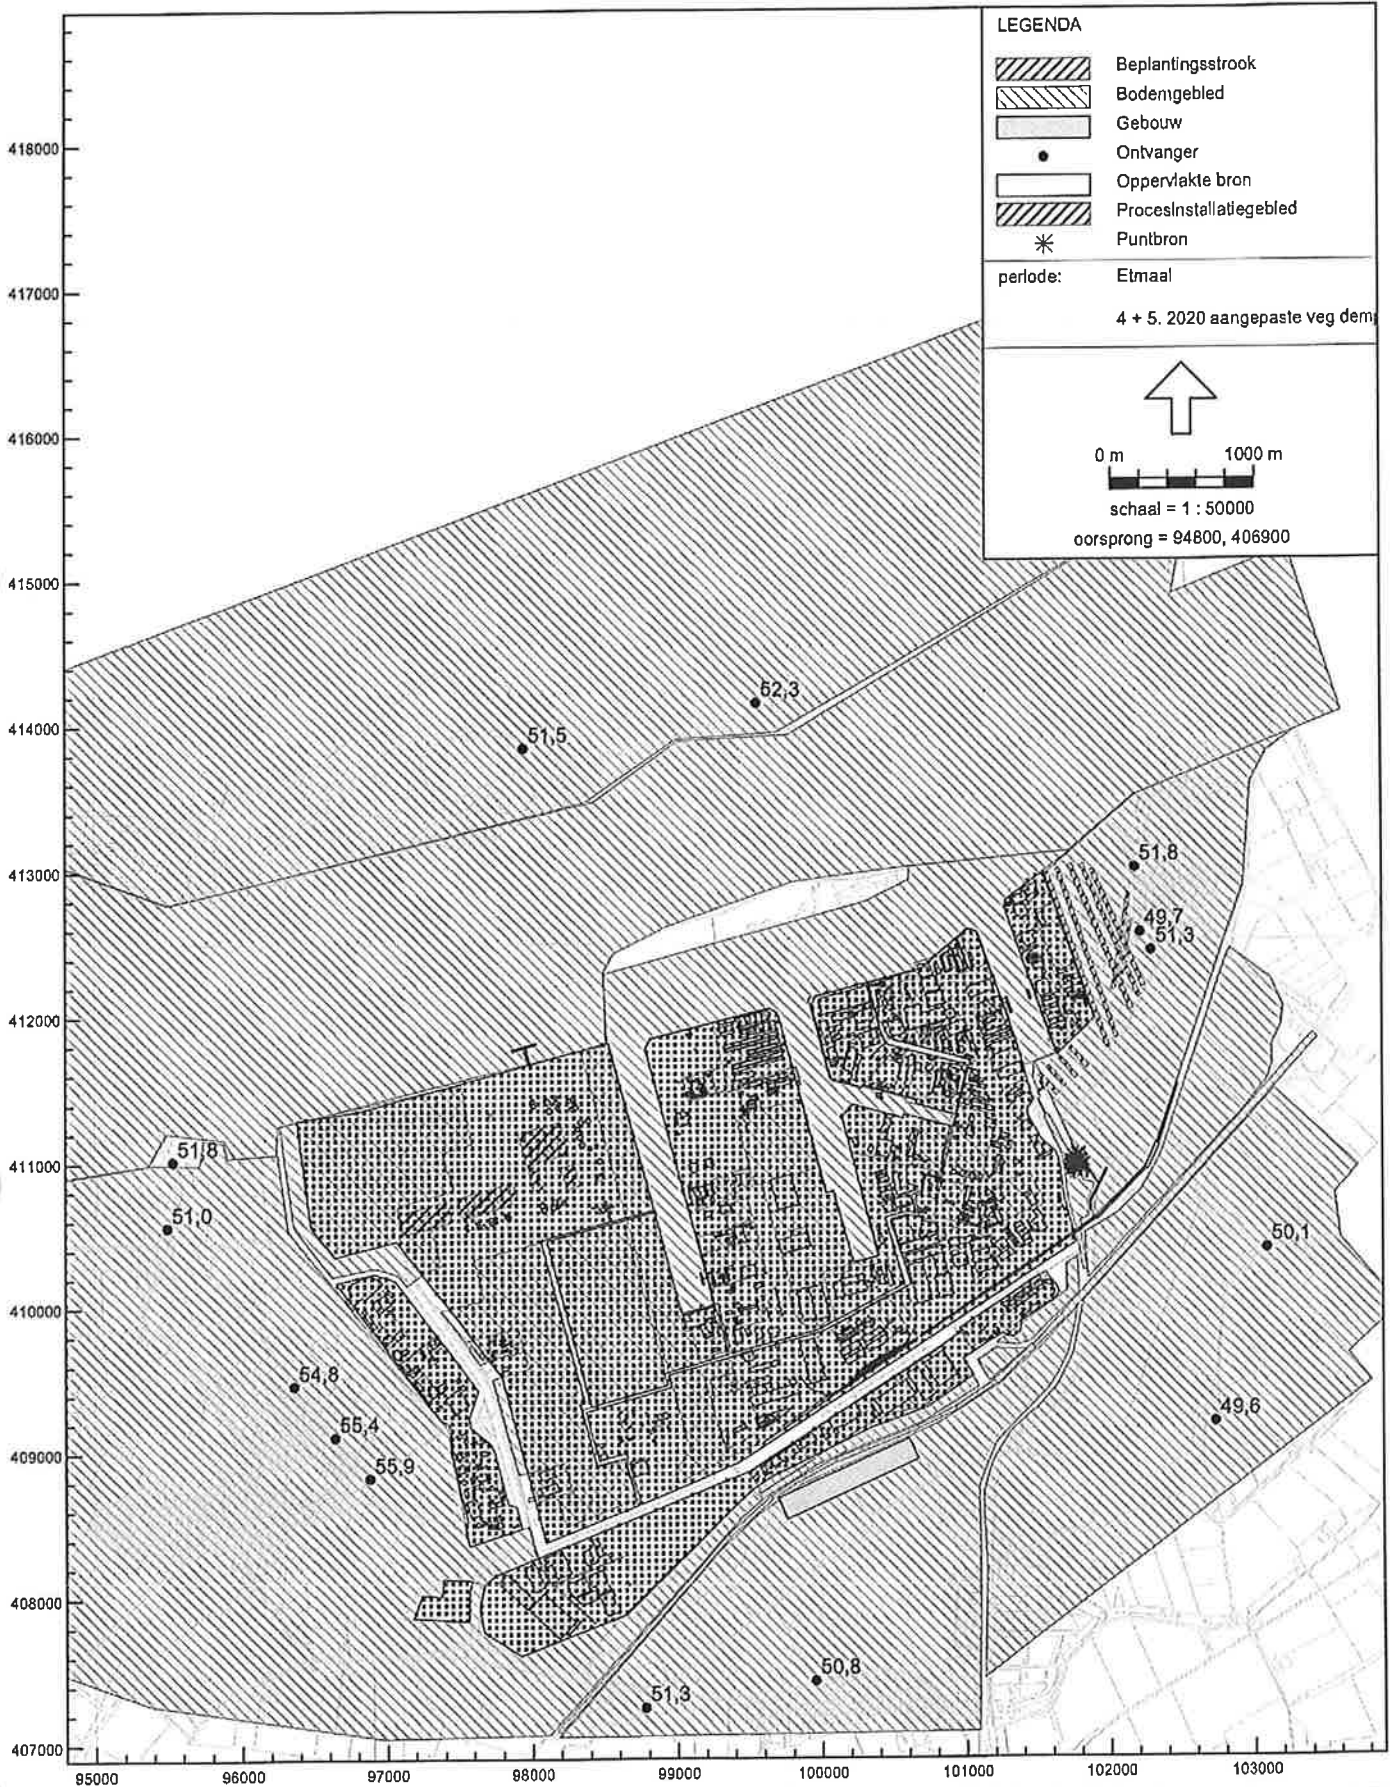 LEGENDA
Beplantingsstrook
Bodemgebied
Gebouw
Ontvanger
Oppervlakte bron
Procesinstallatiegebied
Puntbron
periode: Etmaal
4 + 5. 2020 aangepaste veg dem
0 m 1000 m
schaal = 1 : 50000
oorsprong = 94800, 406900
418000
417000
416000
415000
414000
413000
412000
411000
410000
409000
408000
407000
52,3
51,5
51,8
49,7
51,3
51,8
51,0
50,1
54,8
55,4
49,6
55,9
50,8
51,3
95000 96000 97000 98000 99000 100000 101000 102000 103000